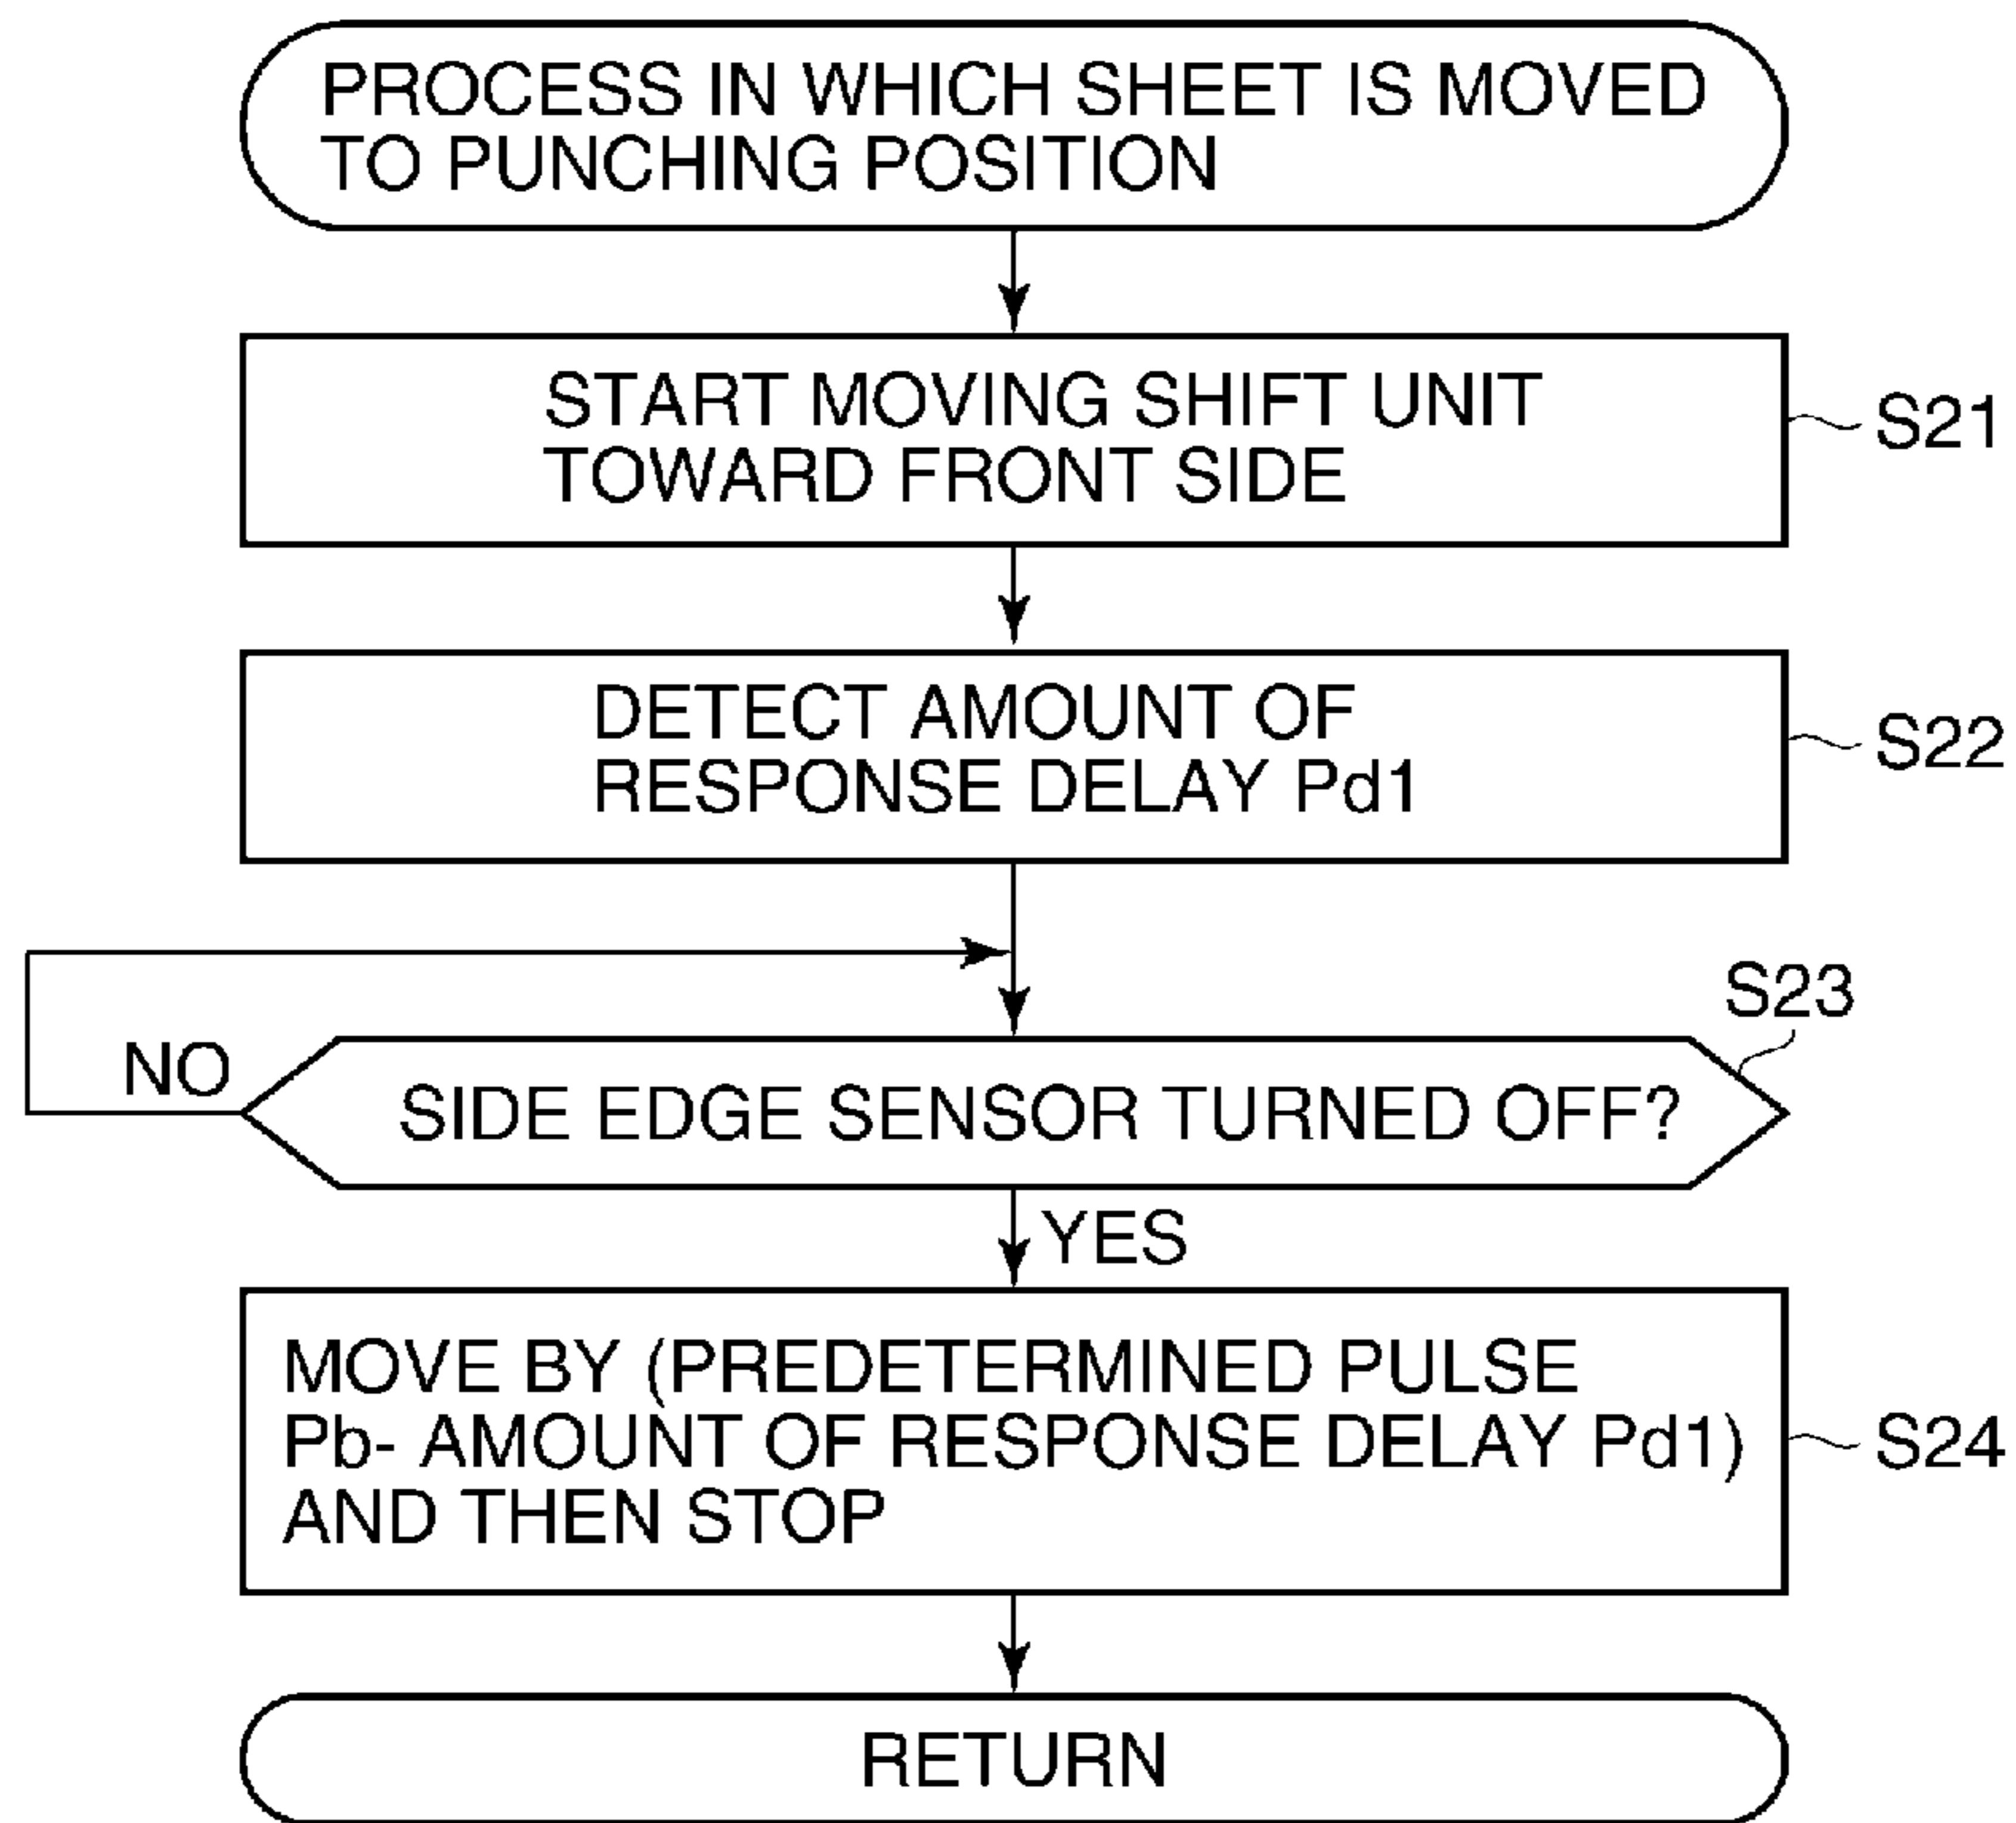 PROCESS IN WHICH SHEET IS MOVED
TO PUNCHING POSITION
START MOVING SHIFT UNIT
TOWARD FRONT SIDE
S21
DETECT AMOUNT OF
RESPONSE DELAY Pd1
S22
S23
NO
SIDE EDGE SENSOR TURNED OFF?
YES
MOVE BY (PREDETERMINED PULSE
Pb- AMOUNT OF RESPONSE DELAY Pd1)
AND THEN STOP
S24
RETURN